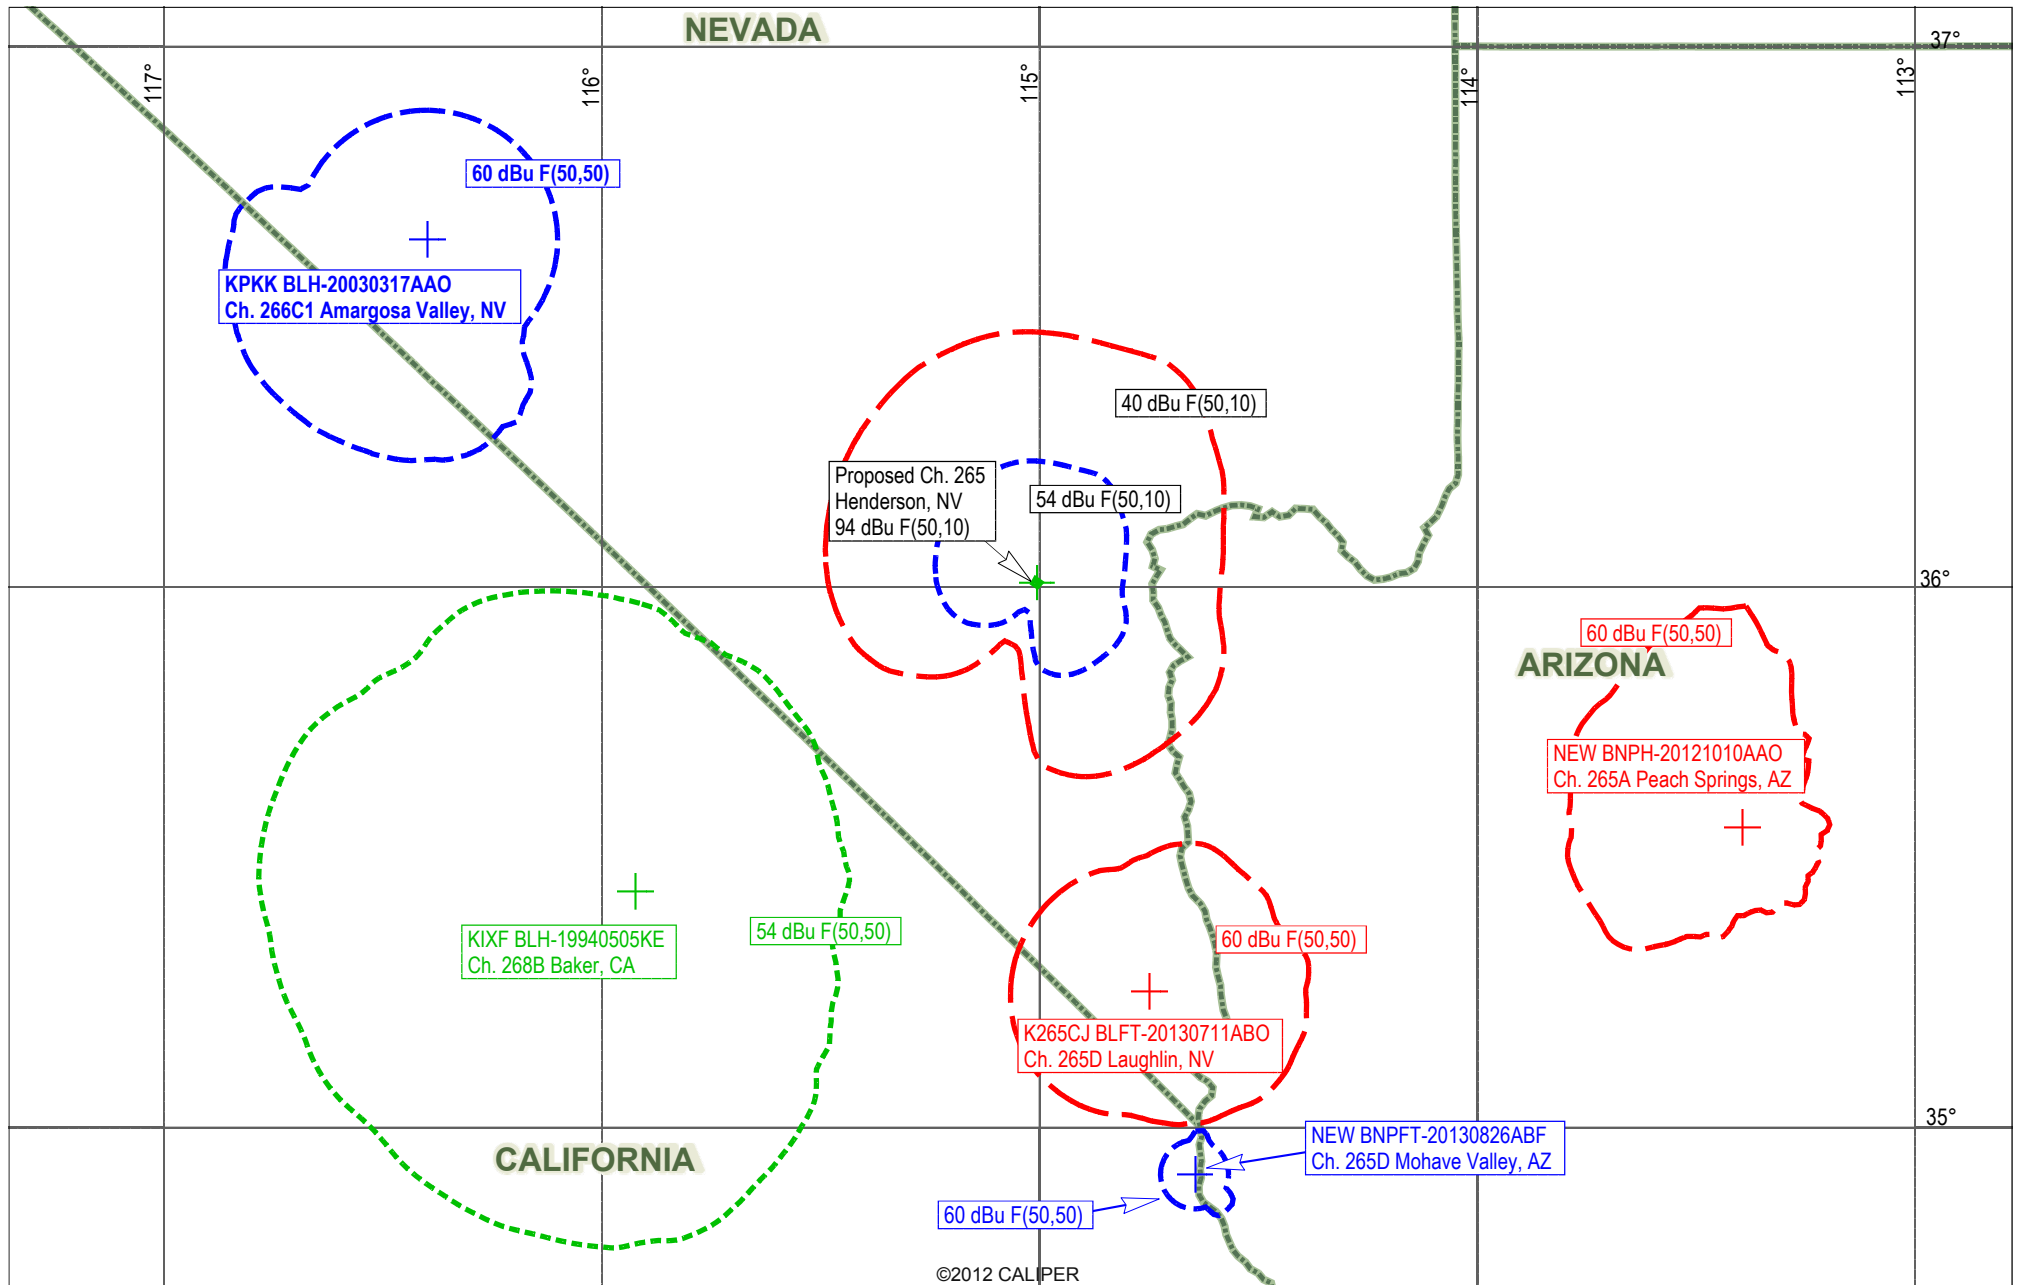 NEVADA
37°
117°
116°
115°
114°
113°
60 dBu F(50,50)
KPKK BLH-20030317AAO
Ch. 266C1 Amargosa Valley, NV
40 dBu F(50,10)
Proposed Ch. 265
Henderson, NV
94 dBu F(50,10)
54 dBu F(50,10)
36°
60 dBu F(50,50)
ARIZONA
NEW BNPH-20121010AAO
Ch. 265A Peach Springs, AZ
KIXF BLH-19940505KE
Ch. 268B Baker, CA
54 dBu F(50,50)
60 dBu F(50,50)
K265CJ BLFT-20130711ABO
Ch. 265D Laughlin, NV
35°
CALIFORNIA
NEW BNPFT-20130826ABF
Ch. 265D Mohave Valley, AZ
60 dBu F(50,50)
©2012 CALIPER